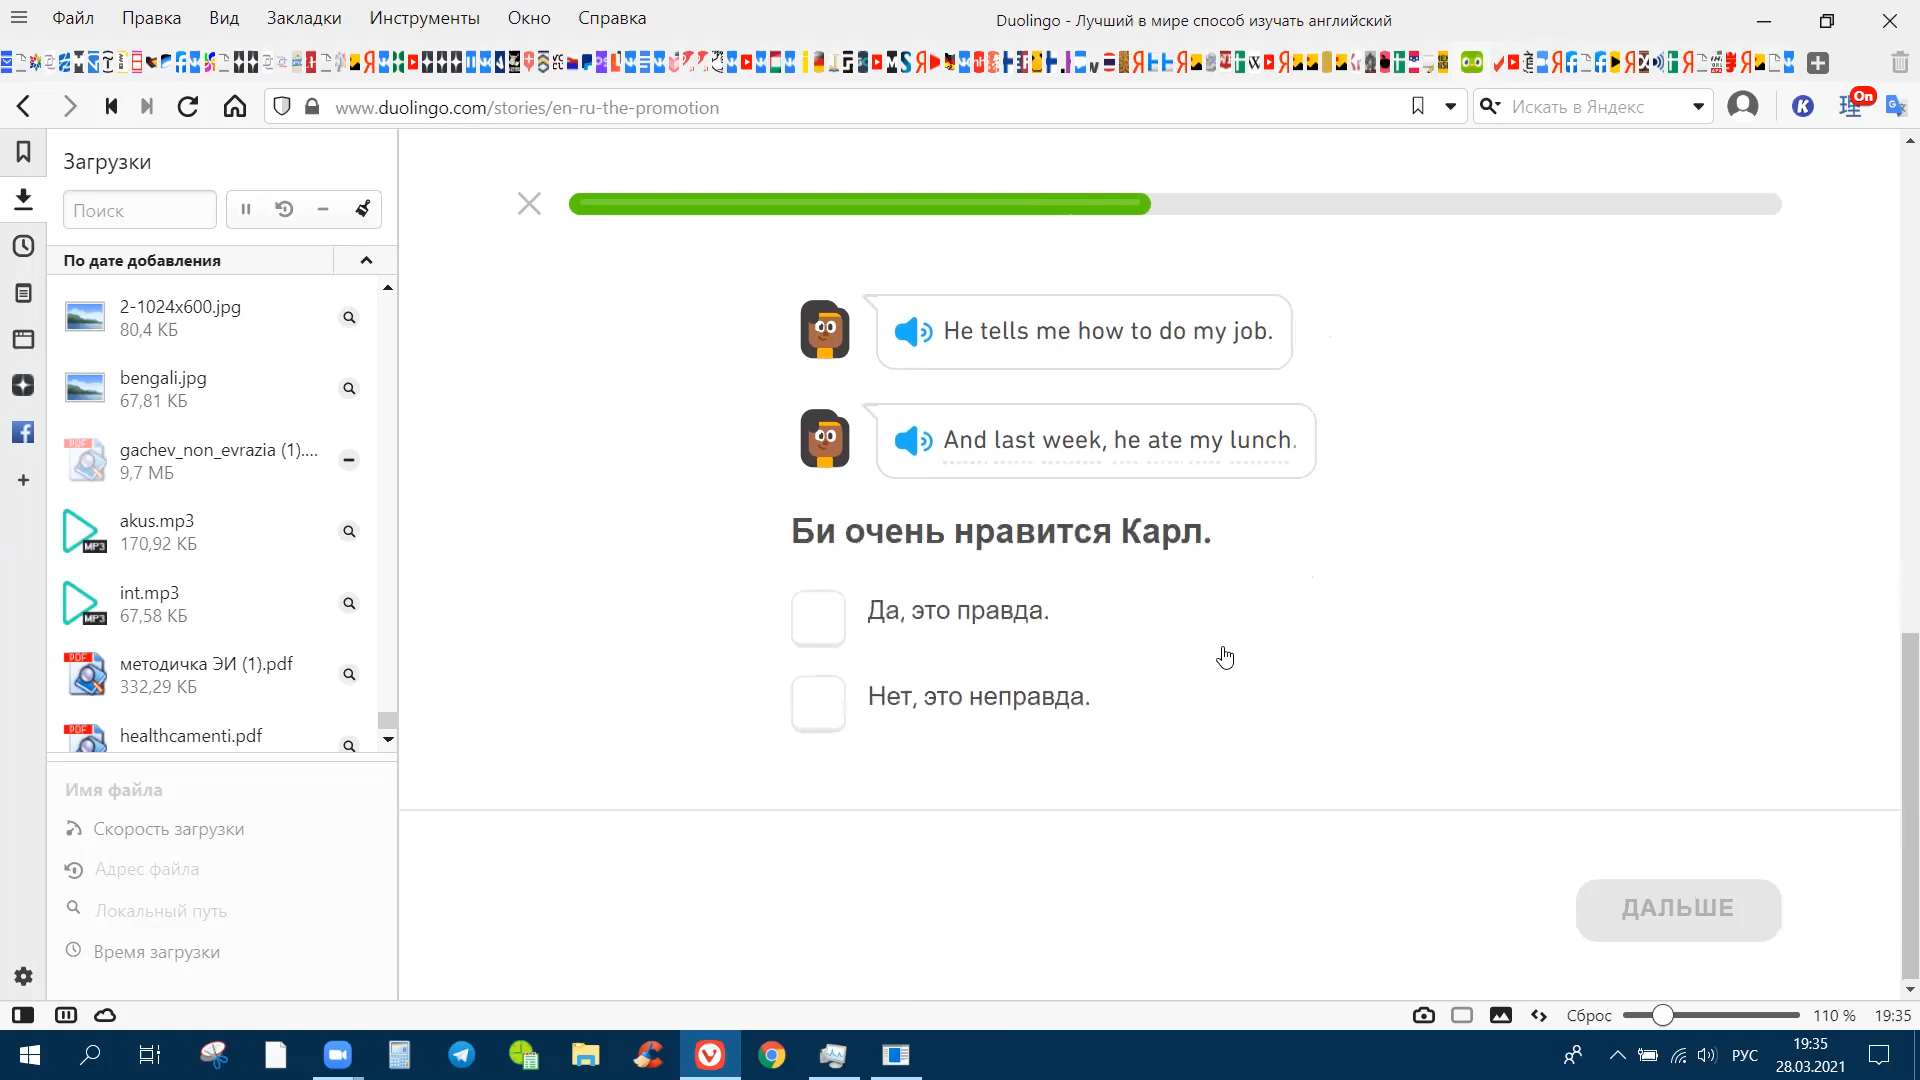 Файл Правка Вид Закладки Инструменты Окно Справка
Duolingo - Лучший в мире способ изучать английский
www.duolingo.com/stories/en-ru-the-promotion
Искать в Яндекс
On
Загрузки
Поиск
По дате добавления
2-1024x600.jpg
80,4 КБ
bengali.jpg
67,81 КБ
gachev_non_evrazia (1)....
9,7 МБ
akus.mp3
170,92 КБ
int.mp3
67,58 КБ
методичка ЭИ (1).pdf
332,29 КБ
healthcamenti.pdf
Имя файла
Скорость загрузки
Адрес файла
Локальный путь
Время загрузки
He tells me how to do my job.
And last week, he ate my lunch.
Би очень нравится Карл.
Да, это правда.
Нет, это неправда.
ДАЛЬШЕ
Сброс 110 % 19:35
РУС
19:35
28.03.2021